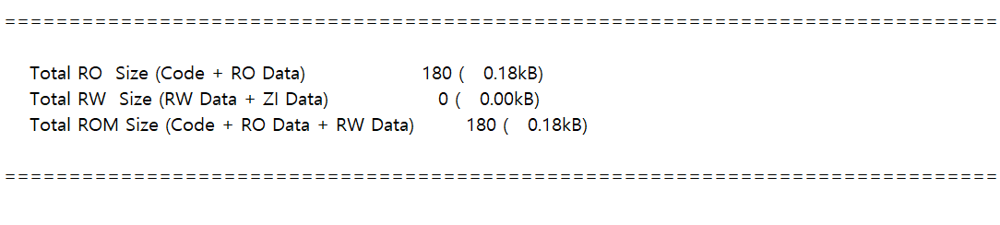 ==============================================================================
Total RO  Size (Code + RO Data)                   180 (   0.18kB)
Total RW  Size (RW Data + ZI Data)                  0 (   0.00kB)
Total ROM Size (Code + RO Data + RW Data)         180 (   0.18kB)
==============================================================================